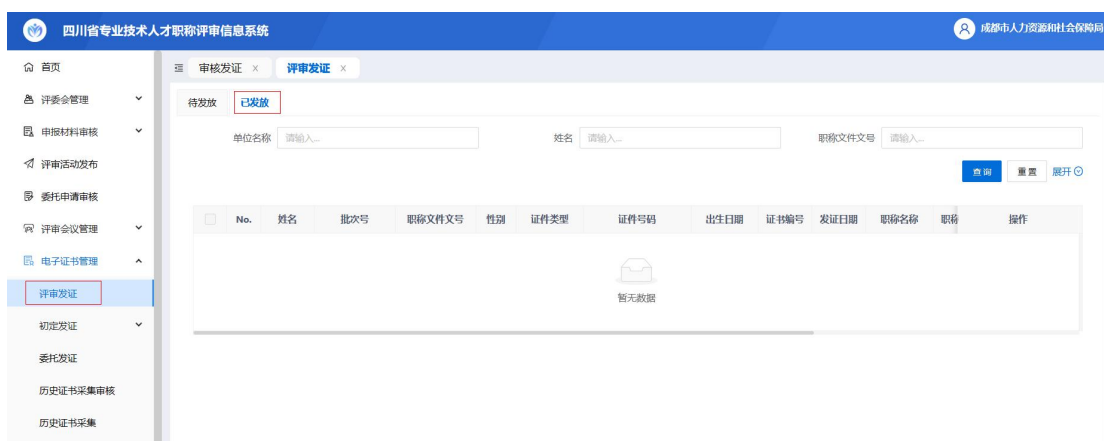 四川省专业技术人才职称评审信息系统
成都市人力资源和社会保障局
首页
审核发证 ×
评审发证 ×
评委会管理
待发放
已发放
申报材料审核
单位名称 请输入...
姓名 请输入...
职称文件文号 请输入...
评审活动发布
查询
重置
展开
委托申请审核
No. 姓名 批次号 职称文件文号 性别 证件类型 证件号码 出生日期 证书编号 发证日期 职称名称 职称 操作
评审会议管理
电子证书管理
暂无数据
评审发证
初定发证
委托发证
历史证书采集审核
历史证书采集